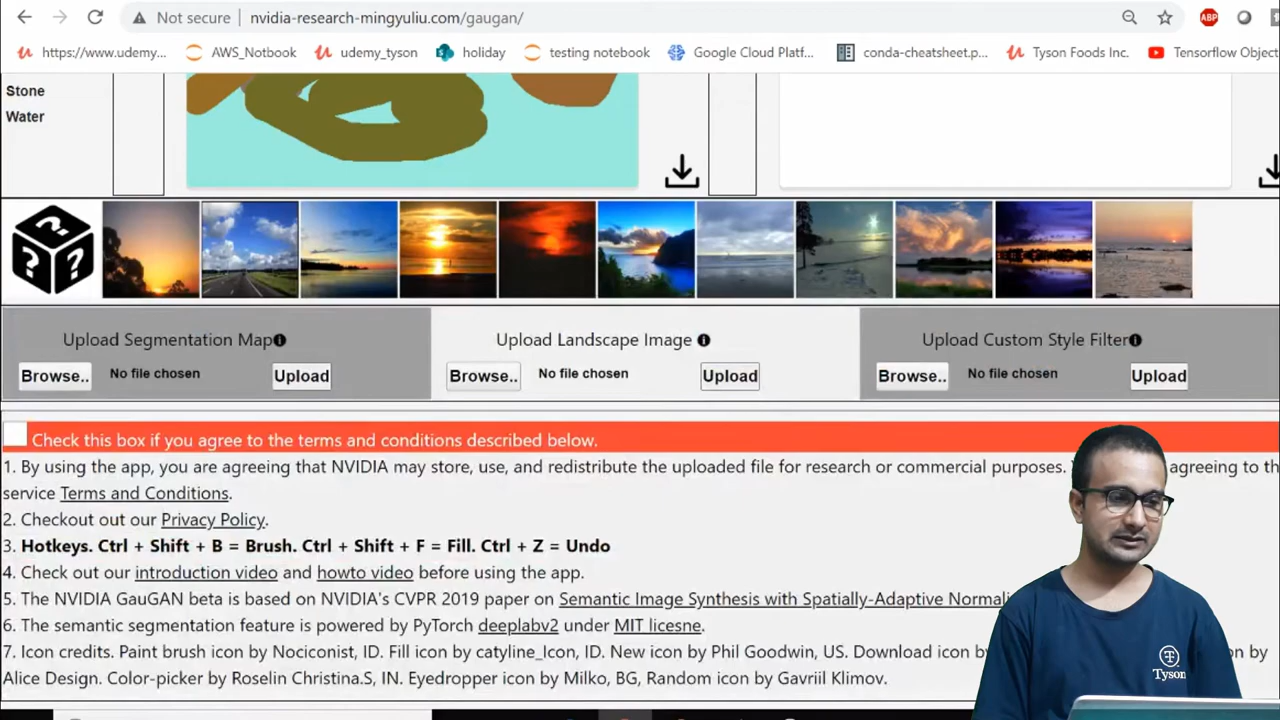 Not secure nvidia-research-mingyuliu.com/gaugan/ ABP
https://www.udemy... AWS_Notbook udemy_tyson holiday testing notebook Google Cloud Platf... conda-cheatsheet.p... Tyson Foods Inc. Tensorflow Object
Stone
Water
Upload Segmentation Map Upload Landscape Image Upload Custom Style Filter
Browse.. No file chosen Upload Browse.. No file chosen Upload Browse.. No file chosen Upload
Check this box if you agree to the terms and conditions described below.
1. By using the app, you are agreeing that NVIDIA may store, use, and redistribute the uploaded file for research or commercial purposes. agreeing to th
service Terms and Conditions.
2. Checkout out our Privacy Policy.
3. Hotkeys. Ctrl + Shift + B = Brush. Ctrl + Shift + F = Fill. Ctrl + Z = Undo
4. Check out our introduction video and howto video before using the app.
5. The NVIDIA GauGAN beta is based on NVIDIA's CVPR 2019 paper on Semantic Image Synthesis with Spatially-Adaptive Normali
6. The semantic segmentation feature is powered by PyTorch deeplabv2 under MIT licesne.
7. Icon credits. Paint brush icon by Nociconist, ID. Fill icon by catyline_Icon, ID. New icon by Phil Goodwin, US. Download icon by by
Alice Design. Color-picker by Roselin Christina.S, IN. Eyedropper icon by Milko, BG, Random icon by Gavriil Klimov.
Tyson